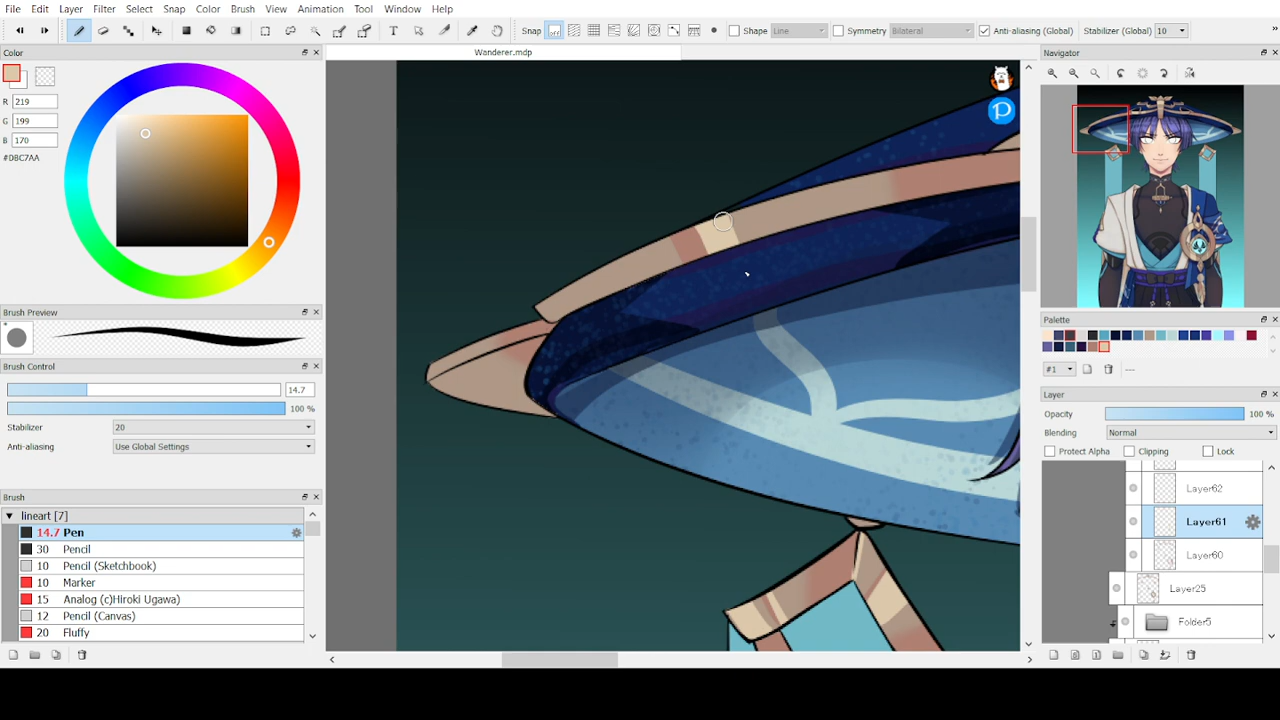 File Edit Layer Filter Select Snap Color Brush View Animation Tool Window Help
T Snap Shape Line Symmetry Bilateral Anti-aliasing (Global) Stabilizer (Global) 10 »
Color
Wanderer.mdp
Navigator
R 219
G 199
B 170
#DBC7AA
Brush Preview
Palette
Brush Control
#1
---
14.7
Layer
100 %
Opacity 100 %
Stabilizer 20
Blending Normal
Anti-aliasing Use Global Settings
Protect Alpha Clipping Lock
Layer62
Brush
lineart [7]
Layer61
14.7 Pen
30 Pencil
Layer60
10 Pencil (Sketchbook)
10 Marker
Layer25
15 Analog (c)Hiroki Ugawa)
12 Pencil (Canvas)
Folder5
20 Fluffy